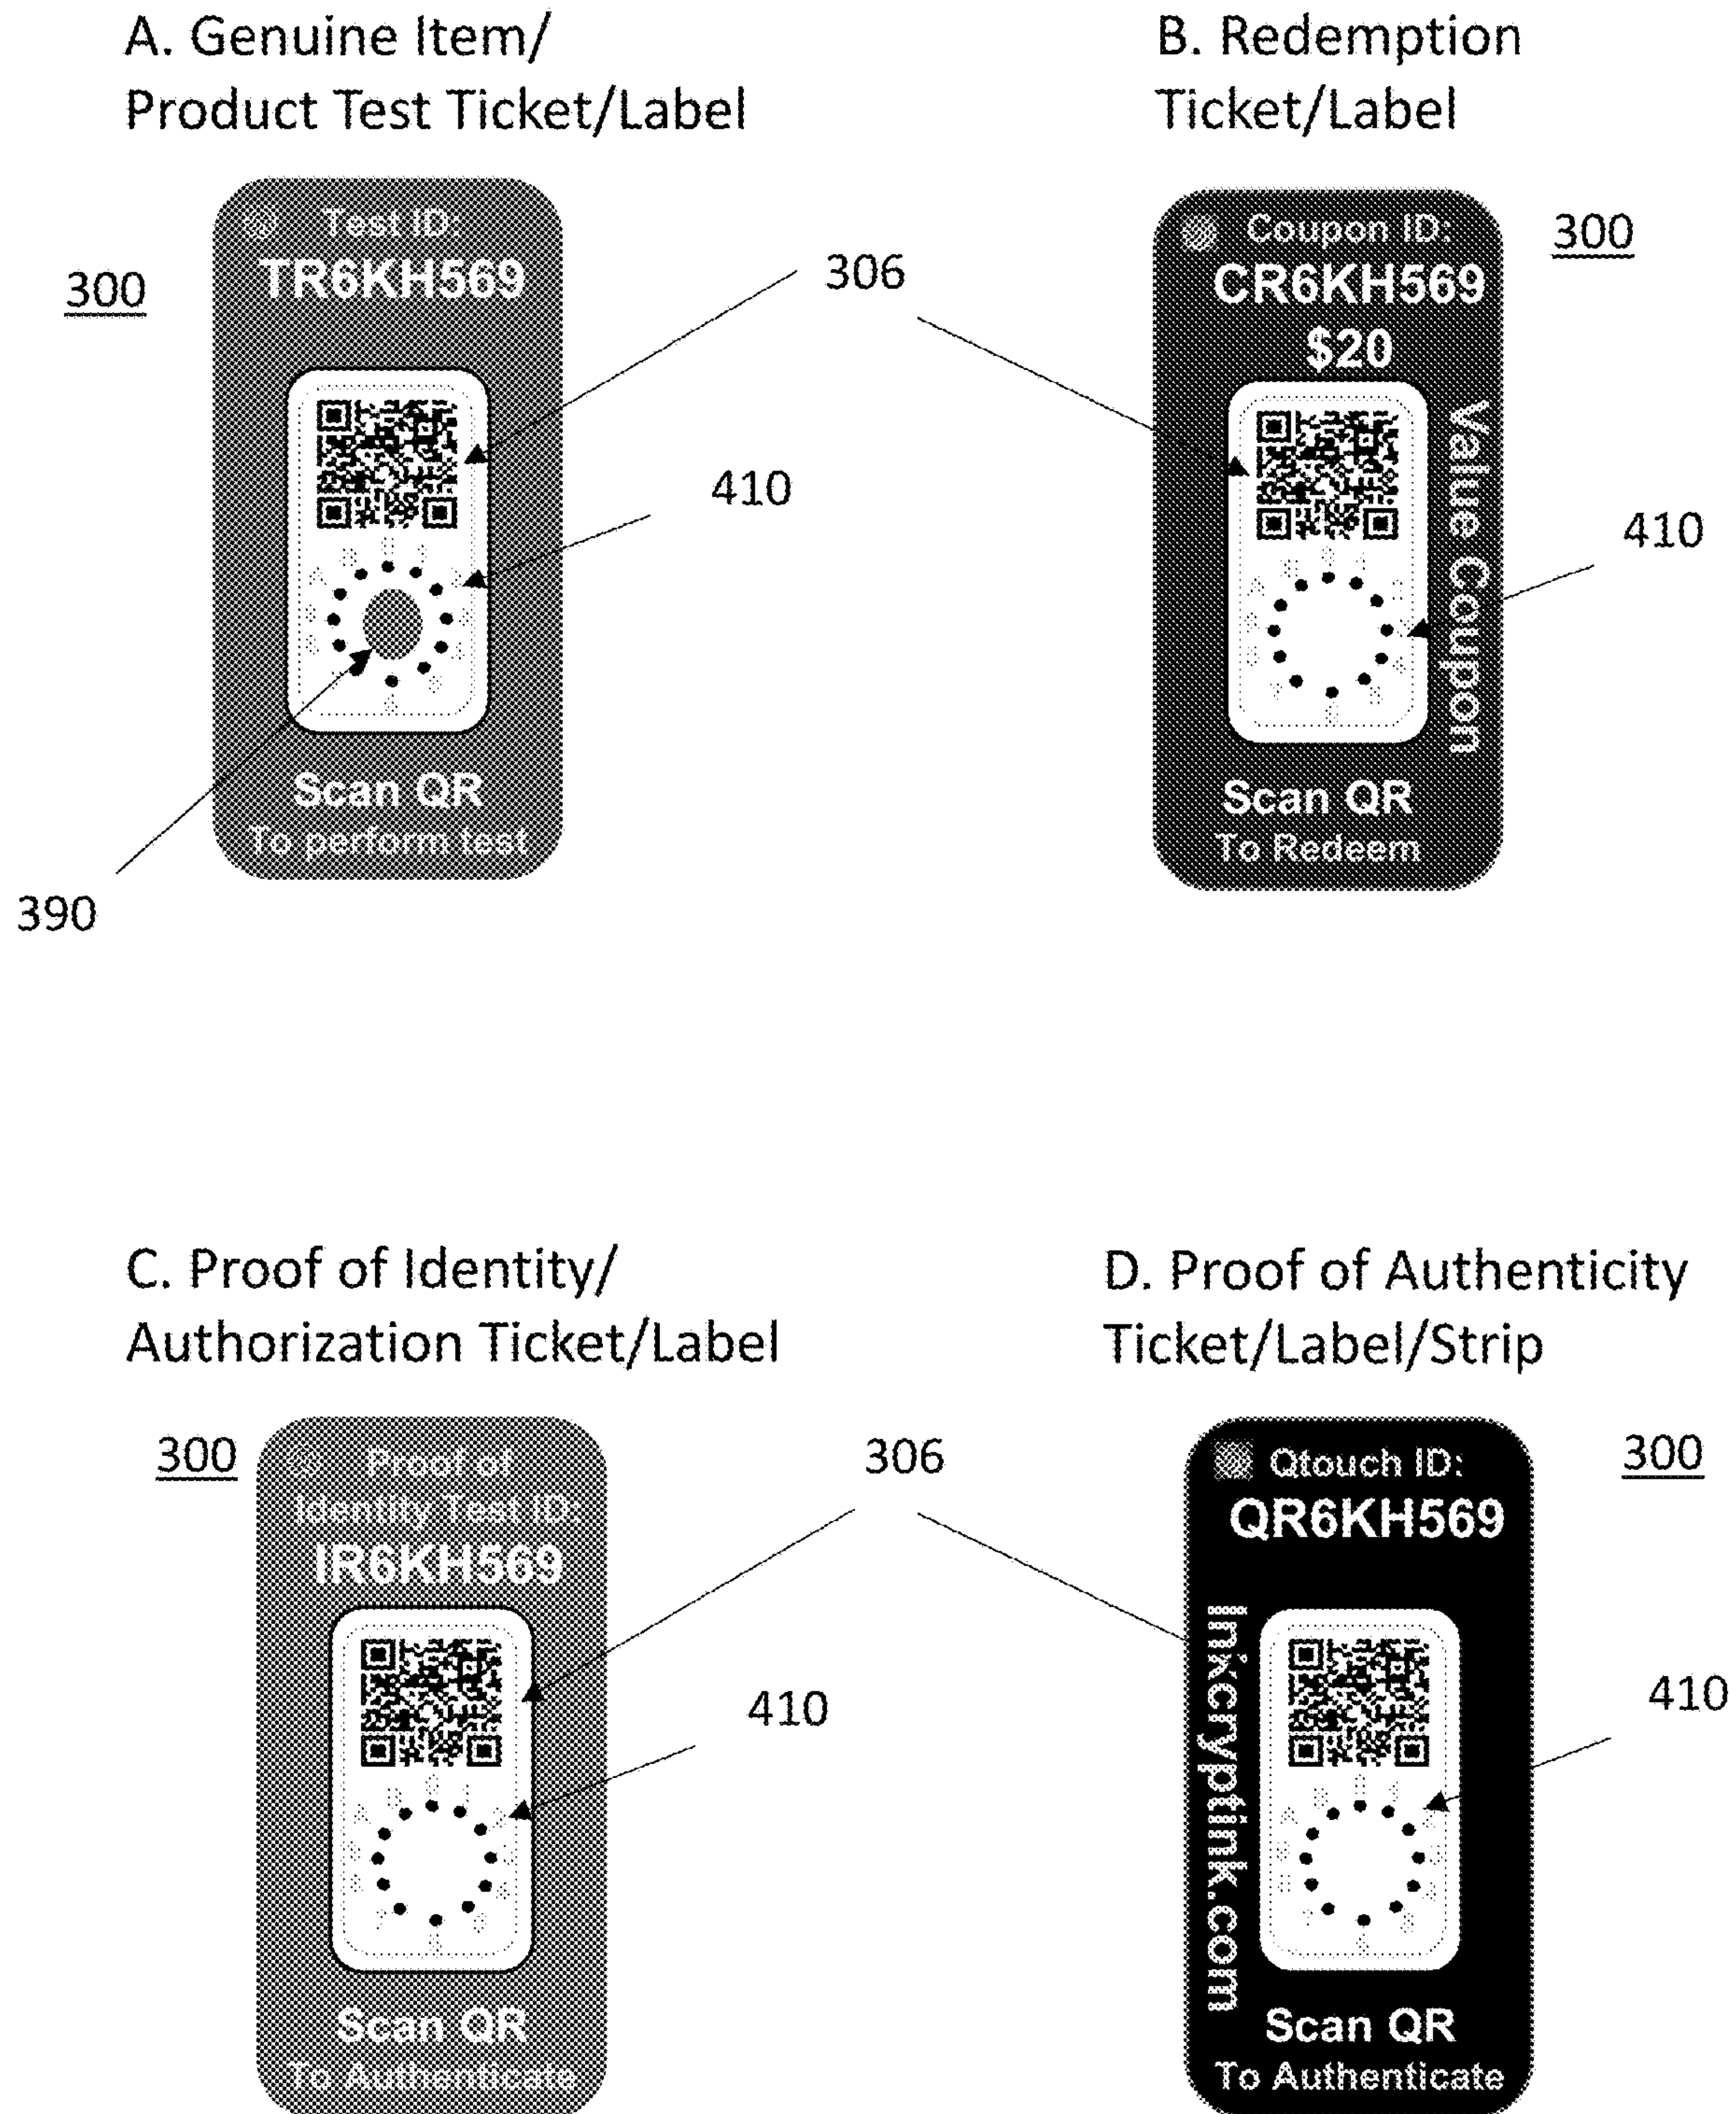 A. Genuine Item/
Product Test Ticket/Label
B. Redemption
Ticket/Label
300
Test ID:
TR6KH569
Scan QR
To perform test
306
410
390
Coupon ID:
CR6KH569
$20
Value Coupon
Scan QR
To Redeem
300
410
C. Proof of Identity/
Authorization Ticket/Label
D. Proof of Authenticity
Ticket/Label/Strip
300
Proof of
Identity Test ID:
IR6KH569
Scan QR
To Authenticate
306
410
Qtouch ID:
QR6KH569
Inkcryptink.com
Scan QR
To Authenticate
300
410